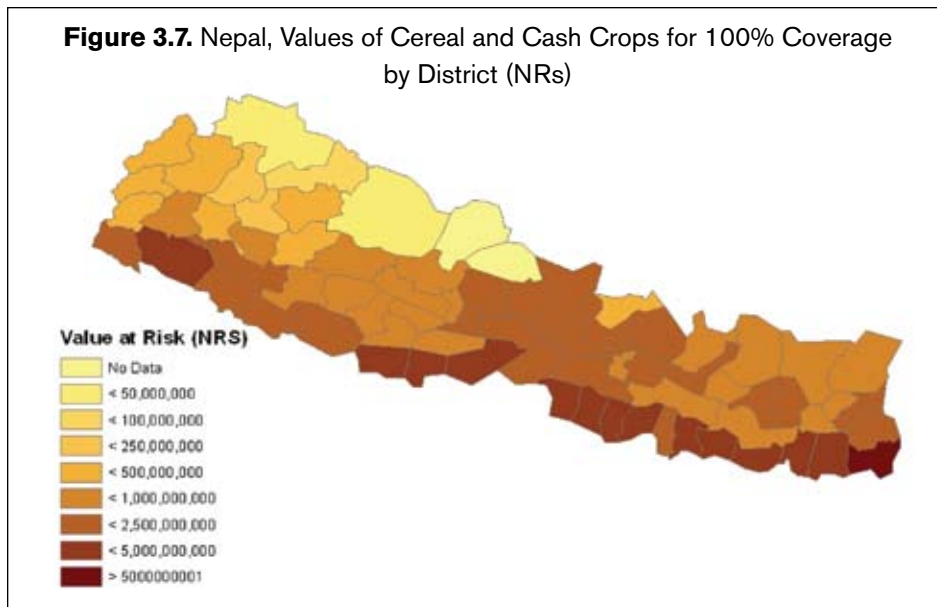 Figure 3.7. Nepal, Values of Cereal and Cash Crops for 100% Coverage
by District (NRs)
Value at Risk (NRS)
No Data
< 50,000,000
< 100,000,000
< 250,000,000
< 500,000,000
< 1,000,000,000
< 2,500,000,000
< 5,000,000,000
> 5000000001